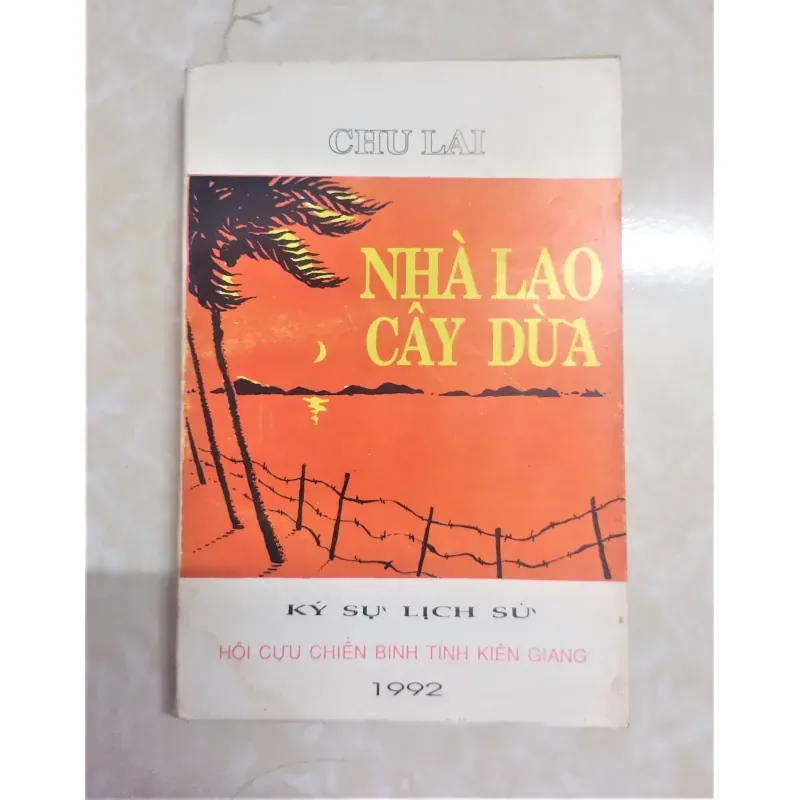 CHU LAI
NHÀ LAO
CÂY DỪA
KÝ SỰ LỊCH SỬ
HỘI CỰU CHIẾN BINH TỈNH KIÊN GIANG
1992